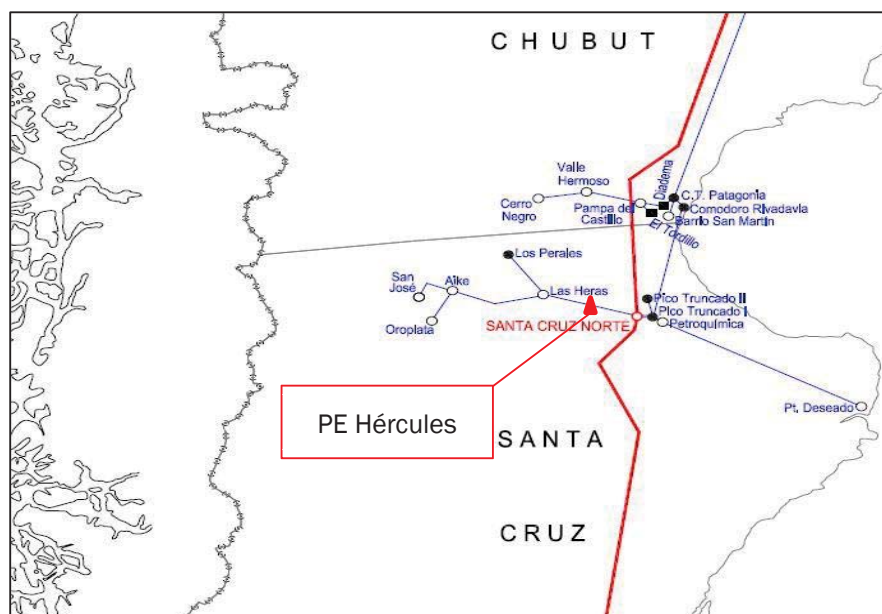 CHUBUT
Valle
Hermoso
Diadema
C.T. Patagonia
Cerro
Negro
Pampa del
Castillo
Comodoro Rivadavia
Barrio San Martin
El Tordillo
Los Perales
San
José
Aike
Las Heras
Pico Truncado II
Pico Truncado I
Oroplata
SANTA CRUZ NORTE
Petroquímica
PE Hércules
Pt. Deseado
SANTA
CRUZ